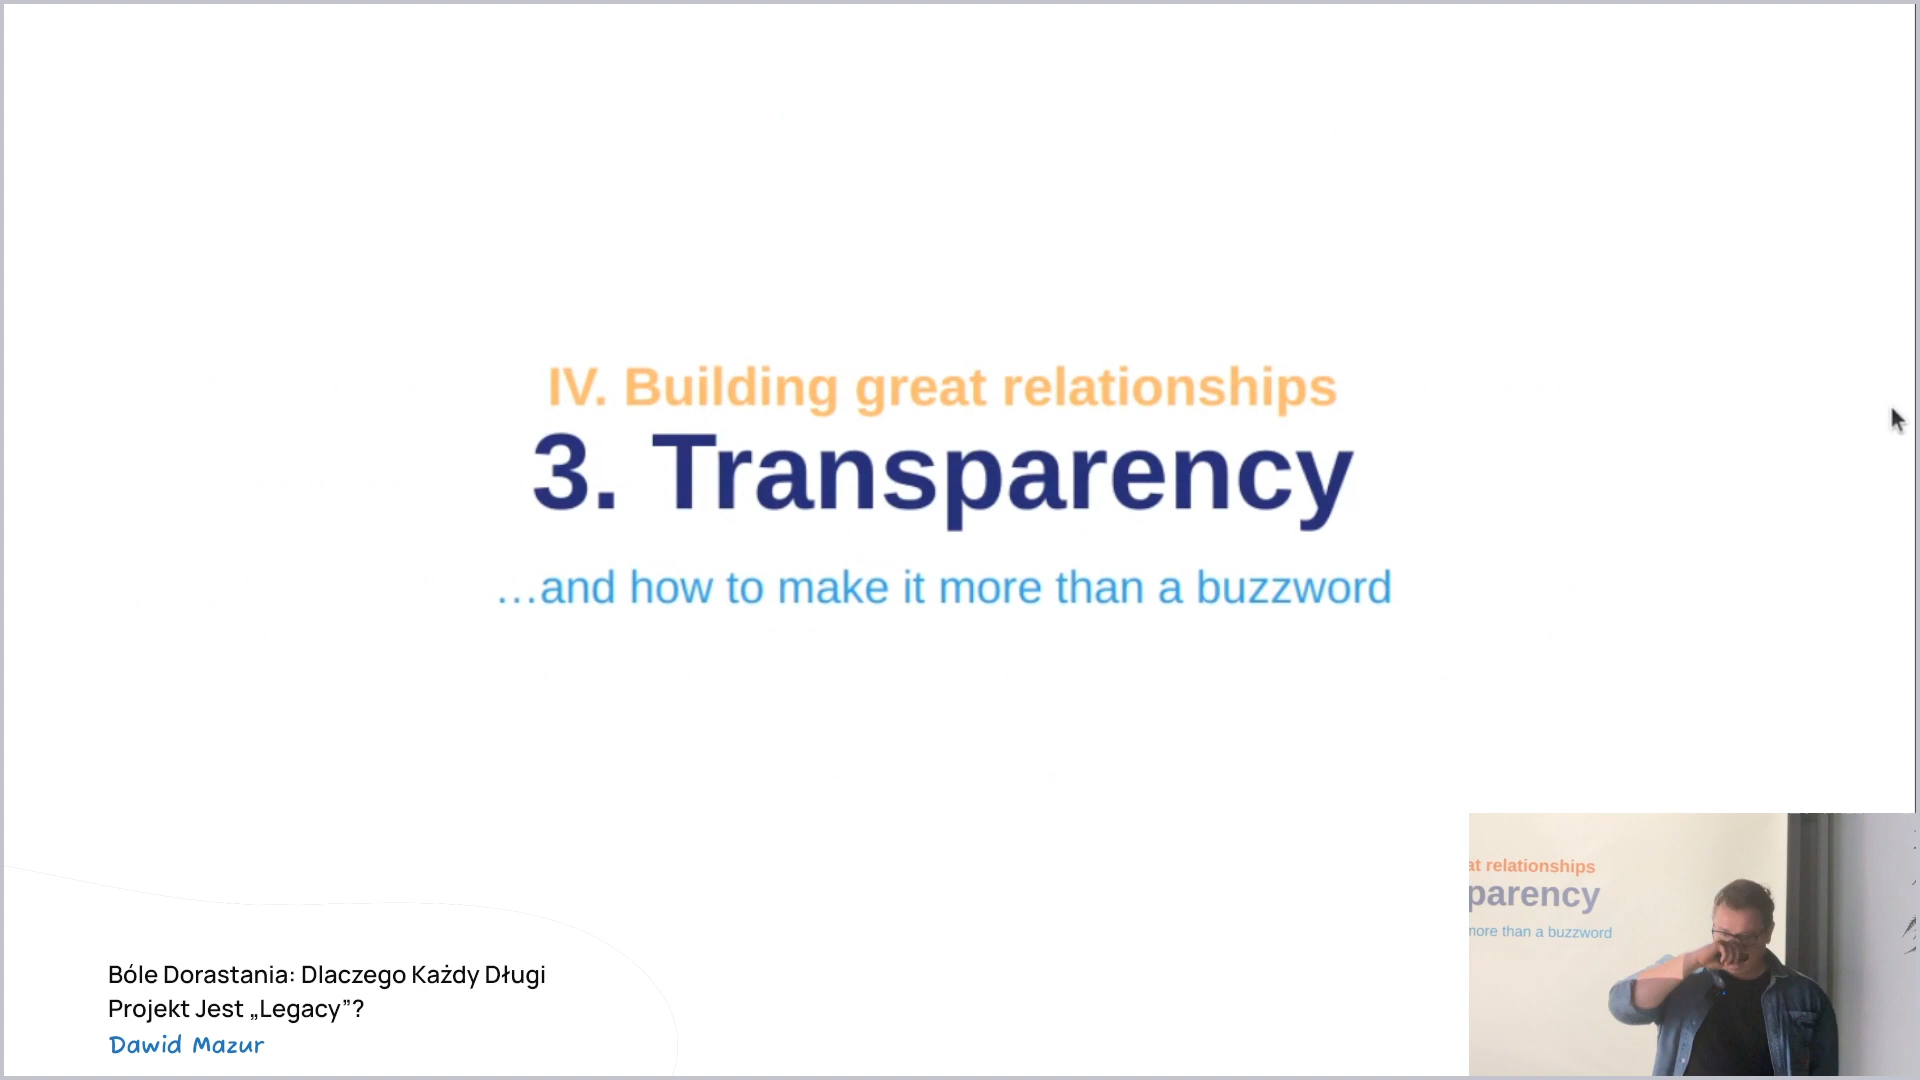 IV. Building great relationships
3. Transparency
…and how to make it more than a buzzword
at relationships
parency
more than a buzzword
Bóle Dorastania: Dlaczego Każdy Długi
Projekt Jest „Legacy”?
Dawid Mazur